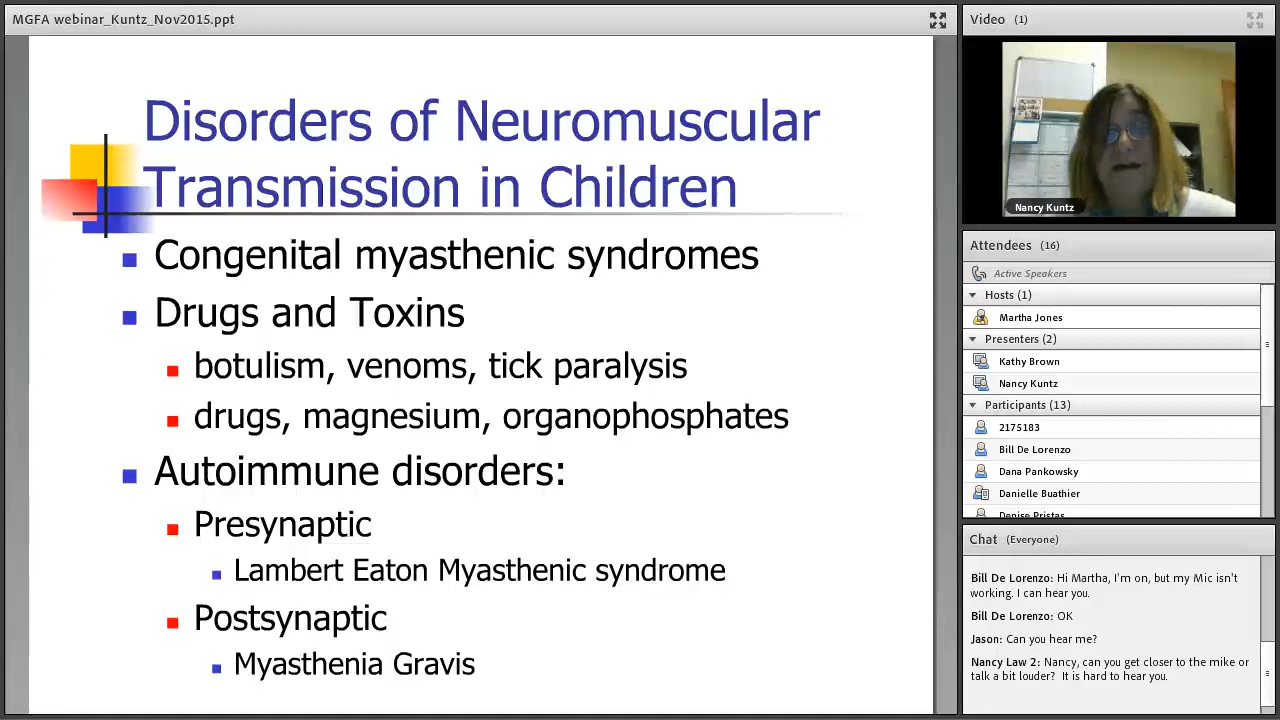 MGFA webinar_Kuntz_Nov2015.ppt
Disorders of Neuromuscular
Transmission in Children
Congenital myasthenic syndromes
Drugs and Toxins
botulism, venoms, tick paralysis
drugs, magnesium, organophosphates
Autoimmune disorders:
Presynaptic
Lambert Eaton Myasthenic syndrome
Postsynaptic
Myasthenia Gravis
Video (1)
Nancy Kuntz
Attendees (16)
Active Speakers
Hosts (1)
Martha Jones
Presenters (2)
Kathy Brown
Nancy Kuntz
Participants (13)
2175183
Bill De Lorenzo
Dana Pankowsky
Danielle Buathier
Denise Pristas
Chat (Everyone)
Bill De Lorenzo: Hi Martha, I'm on, but my Mic isn't
working. I can hear you.
Bill De Lorenzo: OK
Jason: Can you hear me?
Nancy Law 2: Nancy, can you get closer to the mike or
talk a bit louder? It is hard to hear you.